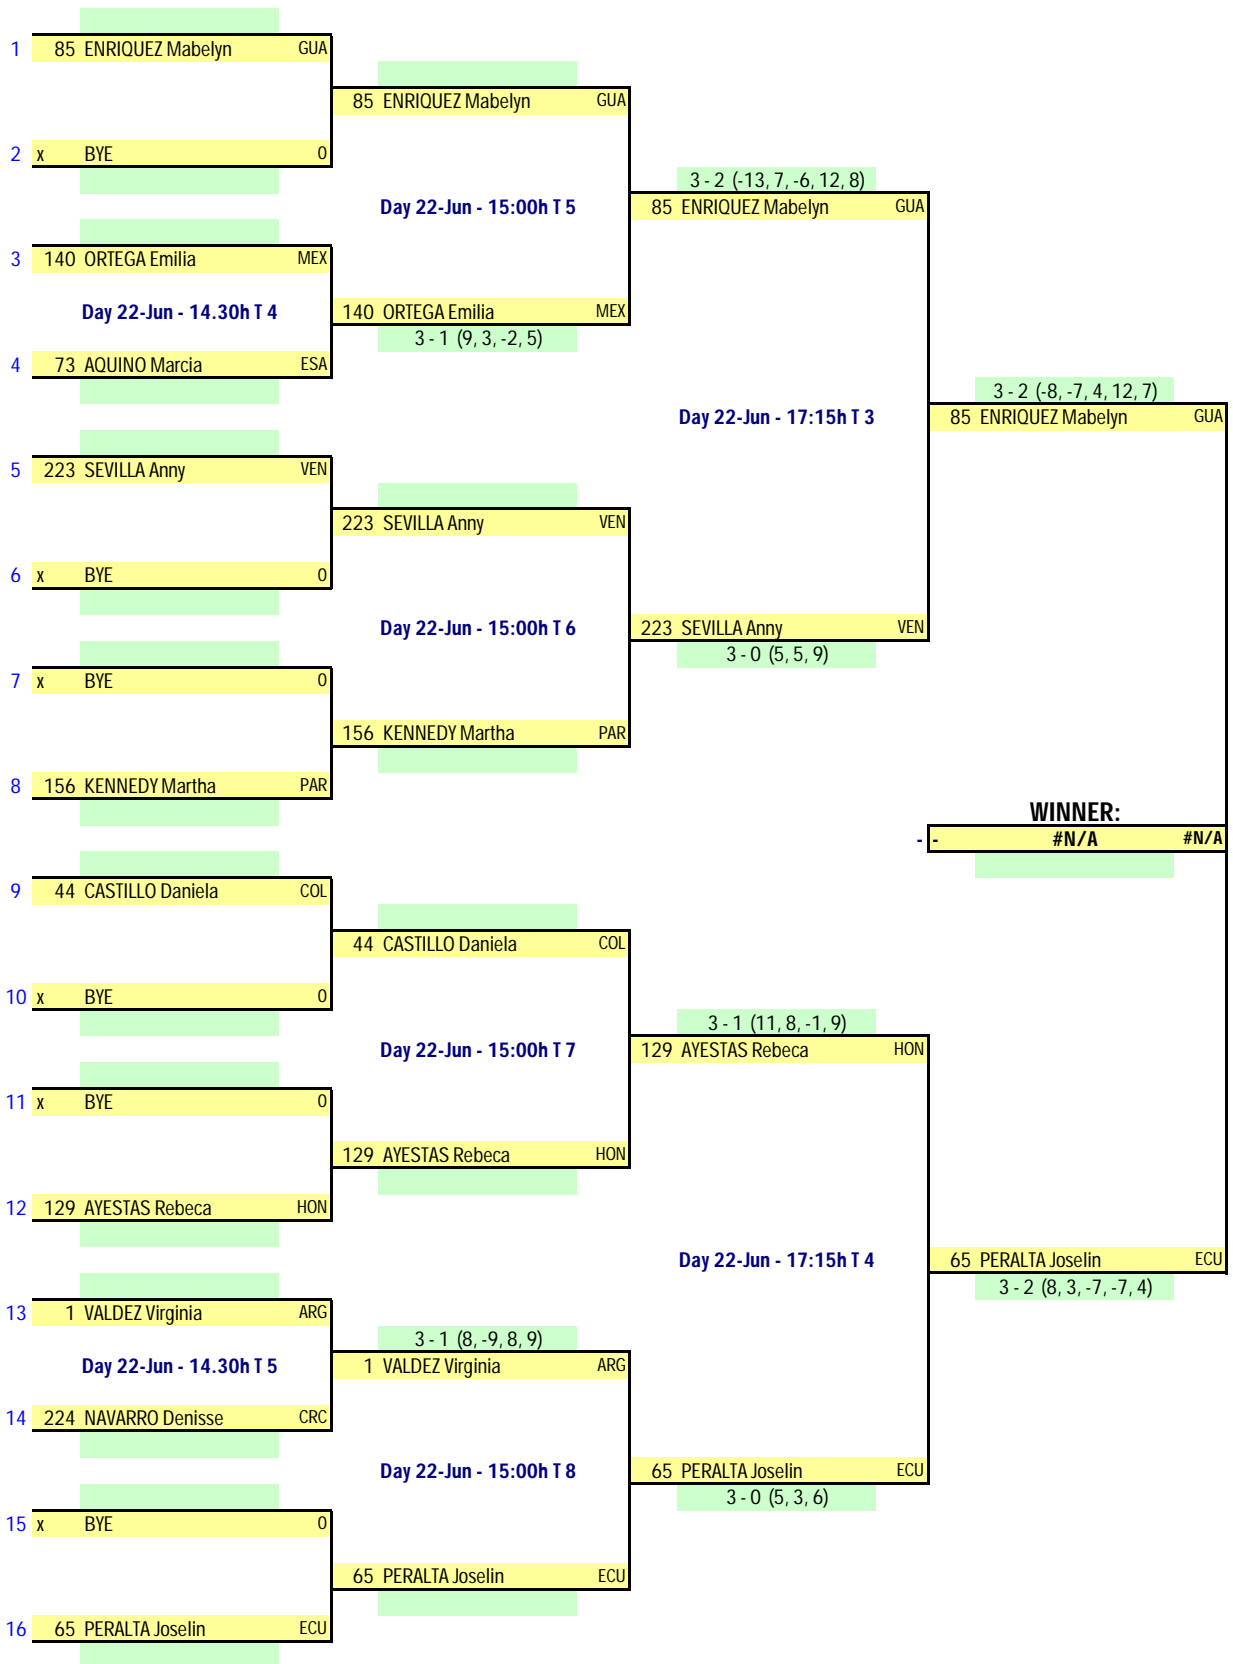 1 85 ENRIQUEZ Mabelyn GUA
85 ENRIQUEZ Mabelyn GUA
2 x BYE 0
3 - 2 (-13, 7, -6, 12, 8)
Day 22-Jun - 15:00h T 5
85 ENRIQUEZ Mabelyn GUA
3 140 ORTEGA Emilia MEX
Day 22-Jun - 14.30h T 4
140 ORTEGA Emilia MEX
3 - 1 (9, 3, -2, 5)
4 73 AQUINO Marcia ESA
3 - 2 (-8, -7, 4, 12, 7)
Day 22-Jun - 17:15h T 3
85 ENRIQUEZ Mabelyn GUA
5 223 SEVILLA Anny VEN
223 SEVILLA Anny VEN
6 x BYE 0
Day 22-Jun - 15:00h T 6
223 SEVILLA Anny VEN
3 - 0 (5, 5, 9)
7 x BYE 0
156 KENNEDY Martha PAR
8 156 KENNEDY Martha PAR
WINNER:
- - #N/A #N/A
9 44 CASTILLO Daniela COL
44 CASTILLO Daniela COL
10 x BYE 0
3 - 1 (11, 8, -1, 9)
Day 22-Jun - 15:00h T 7
129 AYESTAS Rebeca HON
11 x BYE 0
129 AYESTAS Rebeca HON
12 129 AYESTAS Rebeca HON
Day 22-Jun - 17:15h T 4
65 PERALTA Joselin ECU
3 - 2 (8, 3, -7, -7, 4)
13 1 VALDEZ Virginia ARG
3 - 1 (8, -9, 8, 9)
Day 22-Jun - 14.30h T 5
1 VALDEZ Virginia ARG
14 224 NAVARRO Denisse CRC
Day 22-Jun - 15:00h T 8
65 PERALTA Joselin ECU
3 - 0 (5, 3, 6)
15 x BYE 0
65 PERALTA Joselin ECU
16 65 PERALTA Joselin ECU